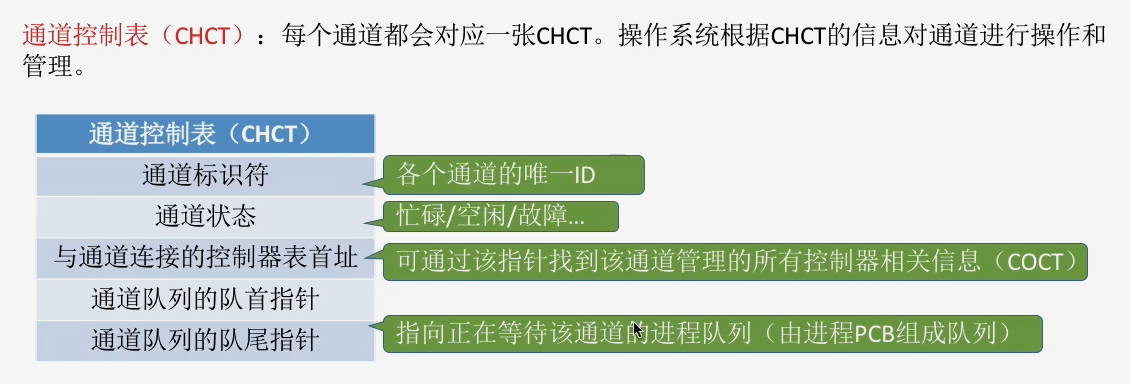 通道控制表（CHCT）：每个通道都会对应一张CHCT。操作系统根据CHCT的信息对通道进行操作和
管理。
通道控制表（CHCT）
通道标识符
各个通道的唯一ID
通道状态
忙碌/空闲/故障...
与通道连接的控制器表首址
可通过该指针找到该通道管理的所有控制器相关信息（COCT）
通道队列的队首指针
通道队列的队尾指针
指向正在等待该通道的进程队列（由进程PCB组成队列）